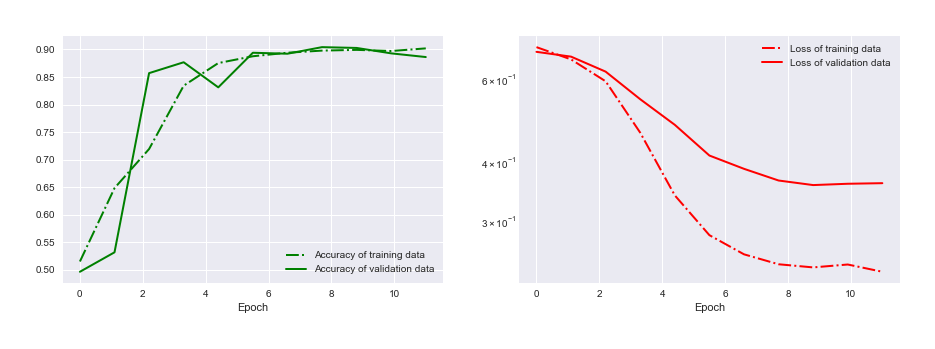 0.90
0.85
0.80
0.75
0.70
0.65
0.60
0.55
0.50
0 2 4 6 8 10
Epoch
Accuracy of training data
Accuracy of validation data
6 × 10⁻¹
4 × 10⁻¹
3 × 10⁻¹
0 2 4 6 8 10
Epoch
Loss of training data
Loss of validation data